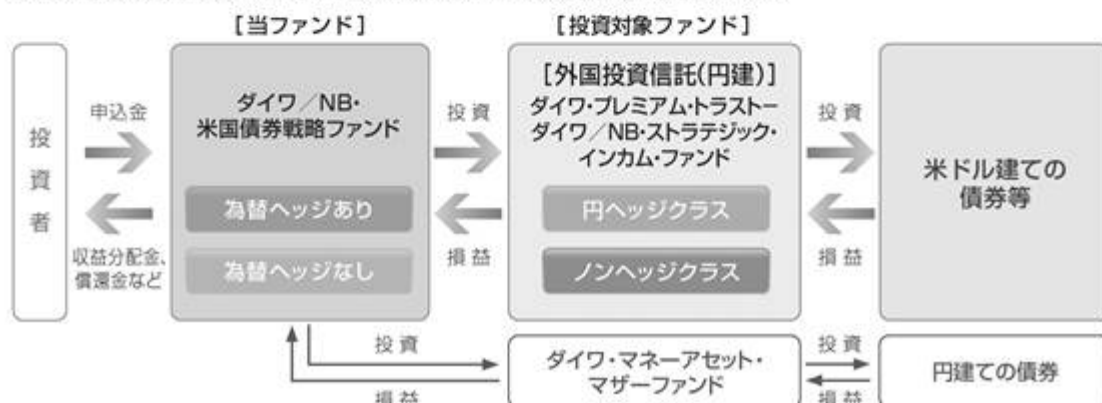 [当ファンド]
[投資対象ファンド]
投資者
申込金
収益分配金、
償還金など
ダイワ／NB・
米国債券戦略ファンド
為替ヘッジあり
為替ヘッジなし
投資
損益
[外国投資信託(円建)]
ダイワ・プレミアム・トラスト－
ダイワ／NB・ストラテジック・
インカム・ファンド
円ヘッジクラス
ノンヘッジクラス
投資
損益
米ドル建ての
債券等
投資
損益
ダイワ・マネーアセット・
マザーファンド
投資
損益
円建ての債券